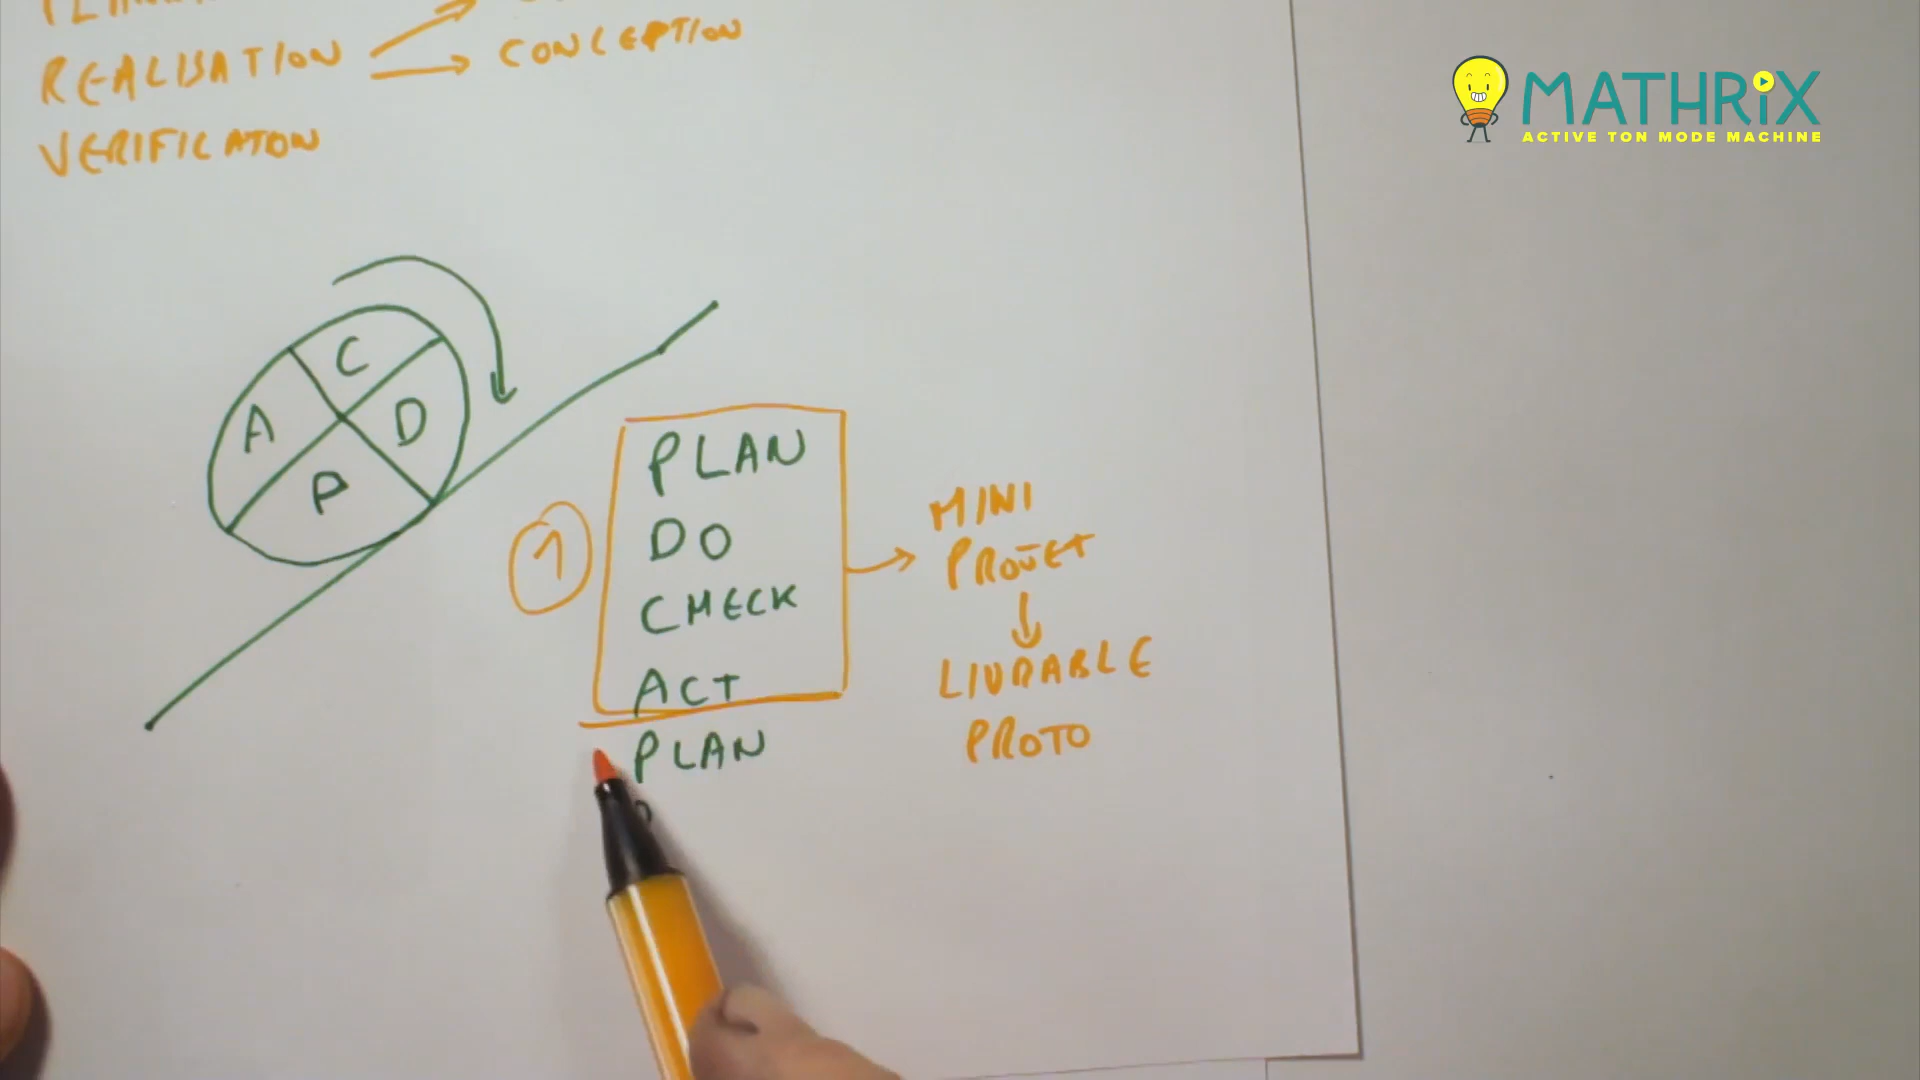 REALISATION
CONCEPTION
VERIFICATON
MATHRiX
ACTIVE TON MODE MACHINE
C
A
D
P
1
PLAN
DO
CHECK
ACT
PLAN
MINI
PROJET
LIVRABLE
PROTO